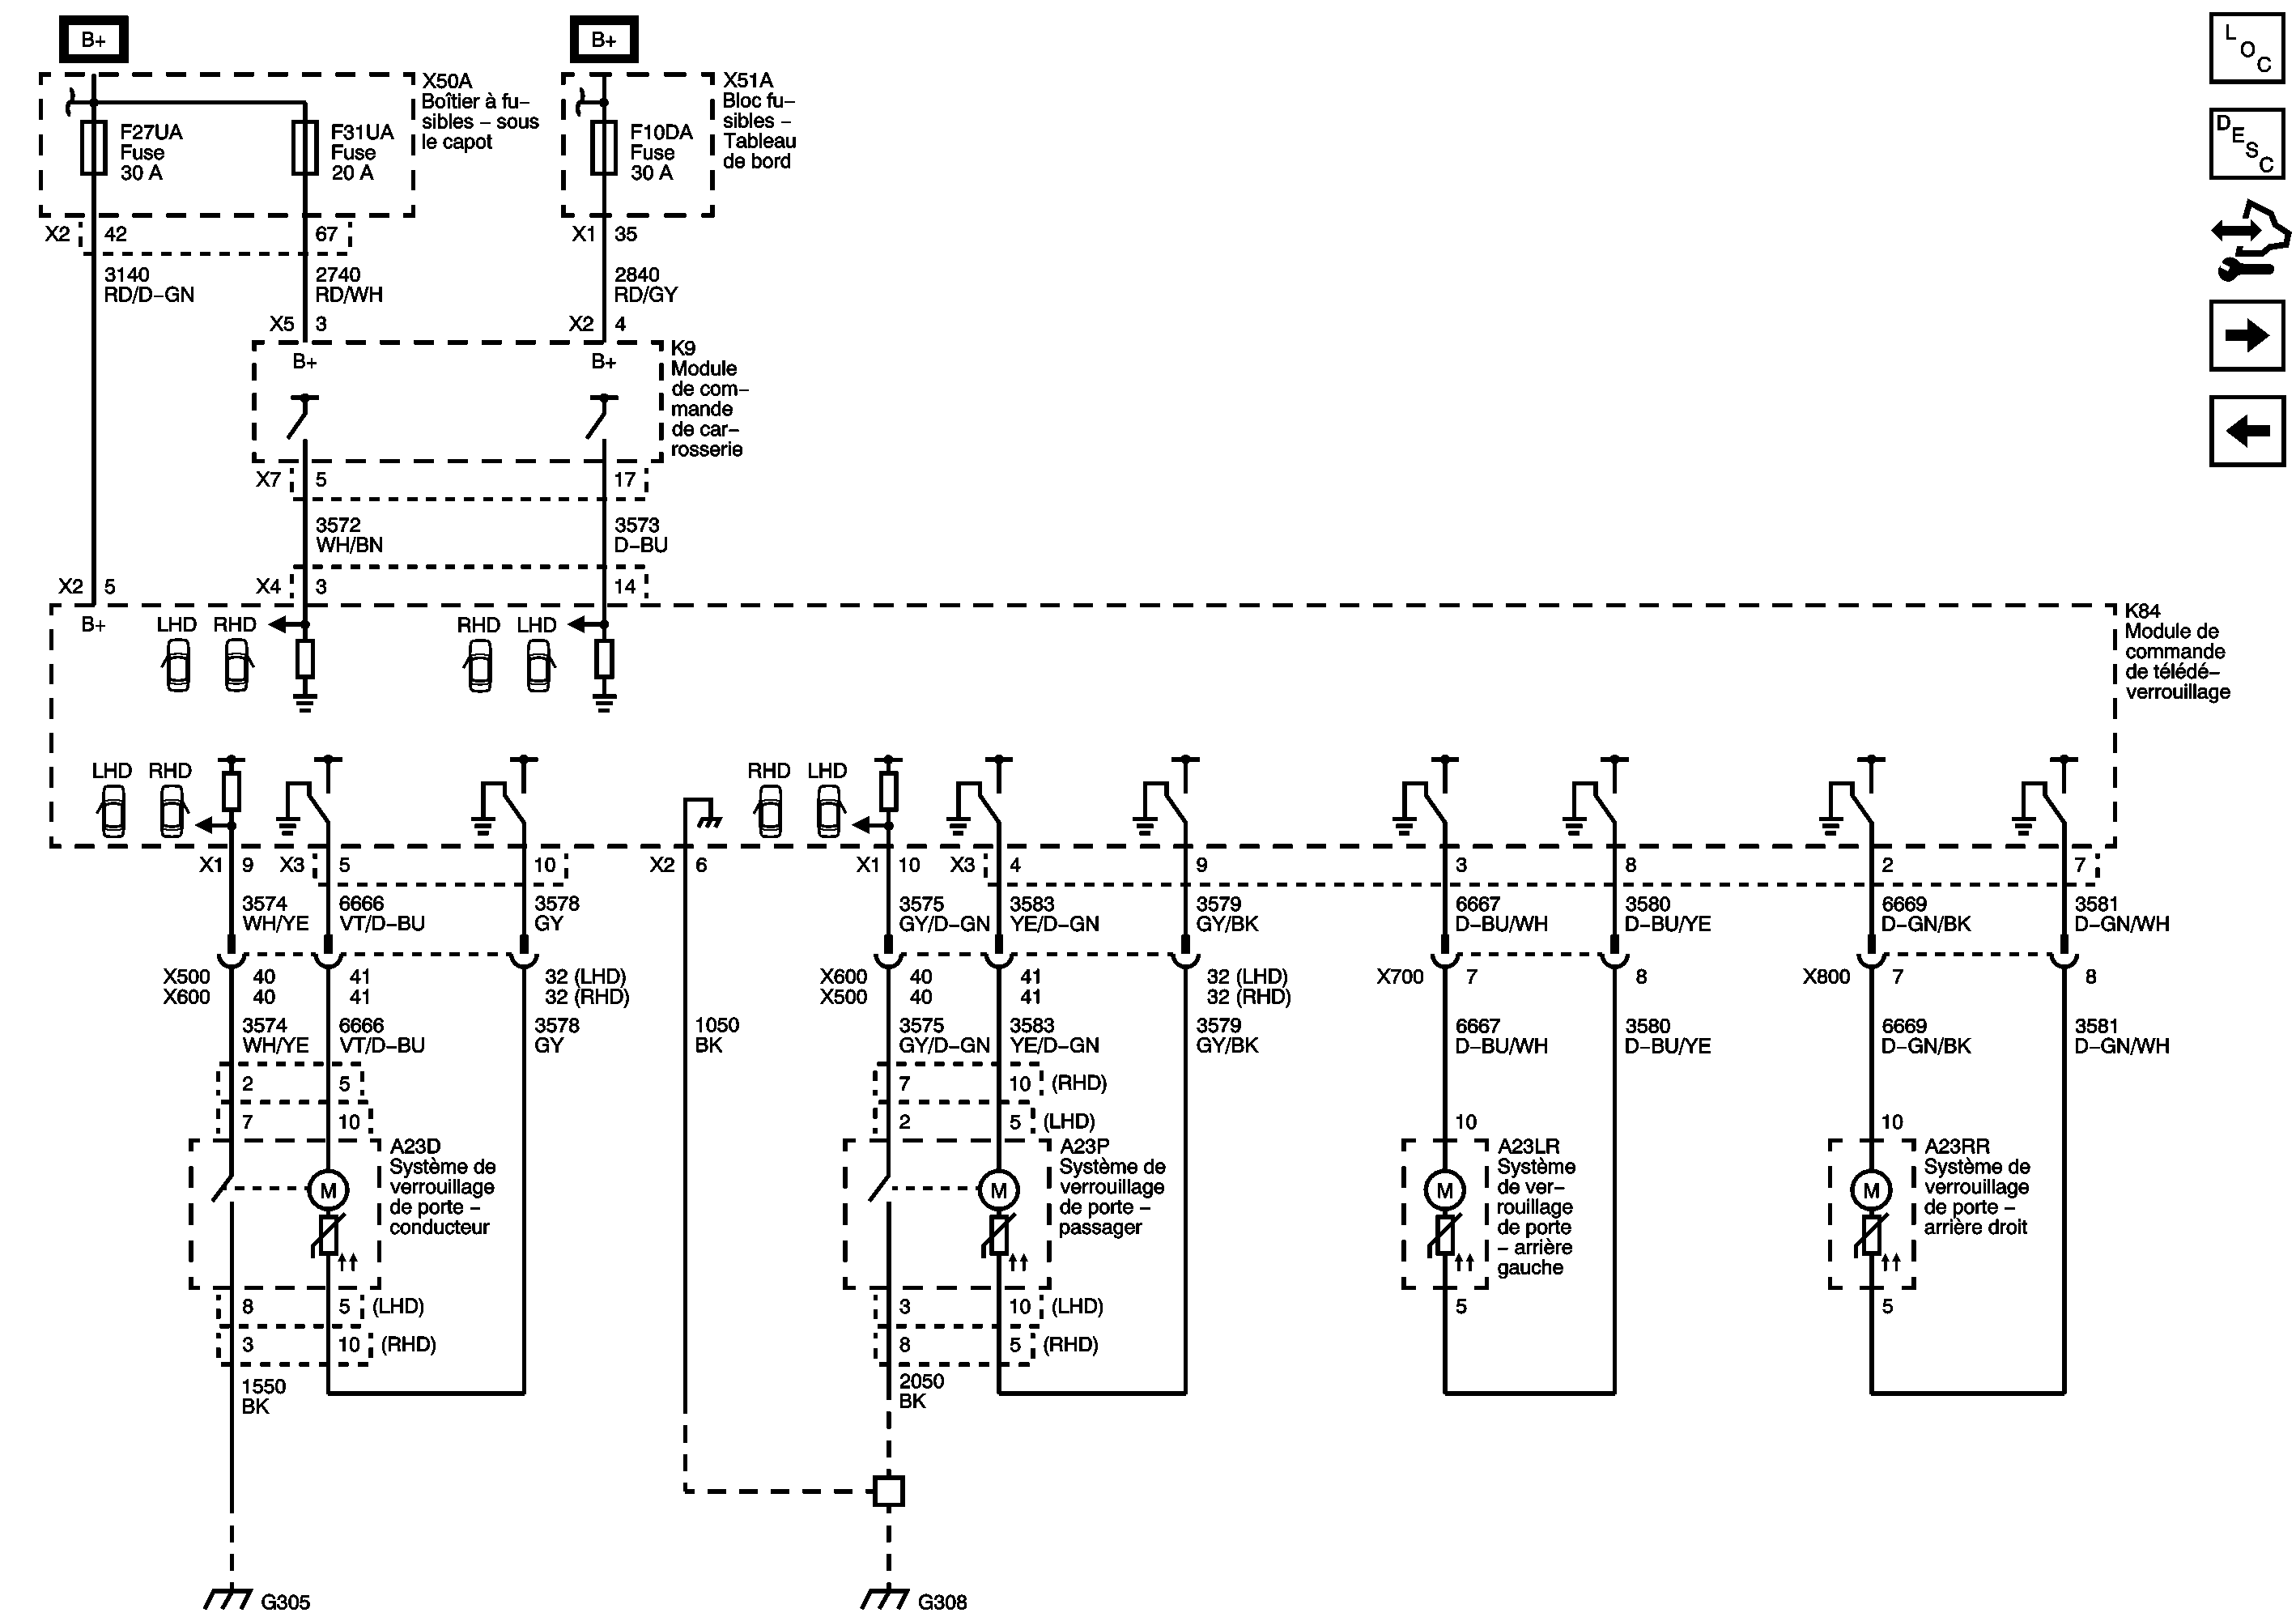 B+
B+
L O C
D E S C
X50A
Boîtier à fu–
sibles – sous
le capot
F27UA
Fuse
30 A
F31UA
Fuse
20 A
X51A
Bloc fu–
sibles –
Tableau
de bord
F10DA
Fuse
30 A
X2 42 67 X1 35
3140
RD/D–GN
2740
RD/WH
2840
RD/GY
X5 3 X2 4
B+ B+
K9
Module
de com–
mande
de car–
rosserie
X7 5 17
3572
WH/BN
3573
D–BU
X2 5 X4 3 14
B+ LHD RHD RHD LHD
K84
Module de
commande
de télédé–
verrouillage
LHD RHD RHD LHD
X1 9 X3 5 10 X2 6 X1 10 X3 4 9 3 8 2 7
3574
WH/YE
6666
VT/D–BU
3578
GY
3575
GY/D–GN
3583
YE/D–GN
3579
GY/BK
6667
D–BU/WH
3580
D–BU/YE
6669
D–GN/BK
3581
D–GN/WH
X500 40 41 32 (LHD) X600 40 41 32 (LHD) X700 7 8 X800 7 8
X600 40 41 32 (RHD) X500 40 41 32 (RHD)
3574
WH/YE
6666
VT/D–BU
3578
GY
1050
BK
3575
GY/D–GN
3583
YE/D–GN
3579
GY/BK
6667
D–BU/WH
3580
D–BU/YE
6669
D–GN/BK
3581
D–GN/WH
2 5 7 10 (RHD)
7 10 2 5 (LHD) 10 10
A23D
Système de
verrouillage
de porte –
conducteur
M
A23P
Système de
verrouillage
de porte –
passager
M
A23LR
Système
de ver–
rouillage
de porte
– arrière
gauche
M
A23RR
Système de
verrouillage
de porte –
arrière droit
M
8 5 (LHD) 3 10 (LHD) 5 5
3 10 (RHD) 8 5 (RHD)
1550
BK
2050
BK
G305 G308